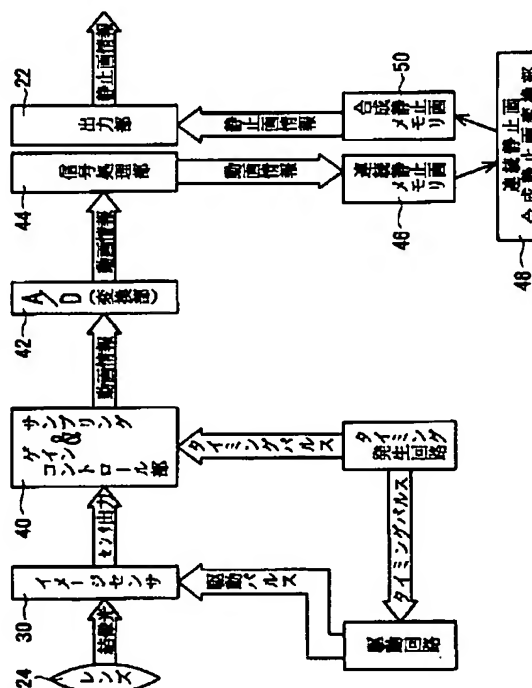 24
レンズ
結像光
30
イメージセンサ
センサ出力
40
サンプリング
&
ゲイン
コントロール部
動画情報
42
A/D
(変換部)
動画情報
44
信号処理部
22
出力部
静止画情報
駆動パルス
タイミングパルス
動画情報
静止画情報
駆動回路
タイミングパルス
タイミング
発生回路
46
連続静止画
メモリ
50
合成静止画
メモリ
48
連続静止画
合成静止画変換部